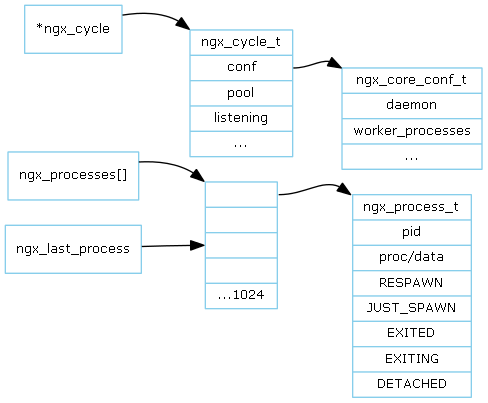 *ngx_cycle
ngx_cycle_t
conf
pool
listening
...
ngx_core_conf_t
daemon
worker_processes
...
ngx_processes[]
ngx_last_process
...1024
ngx_process_t
pid
proc/data
RESPAWN
JUST_SPAWN
EXITED
EXITING
DETACHED